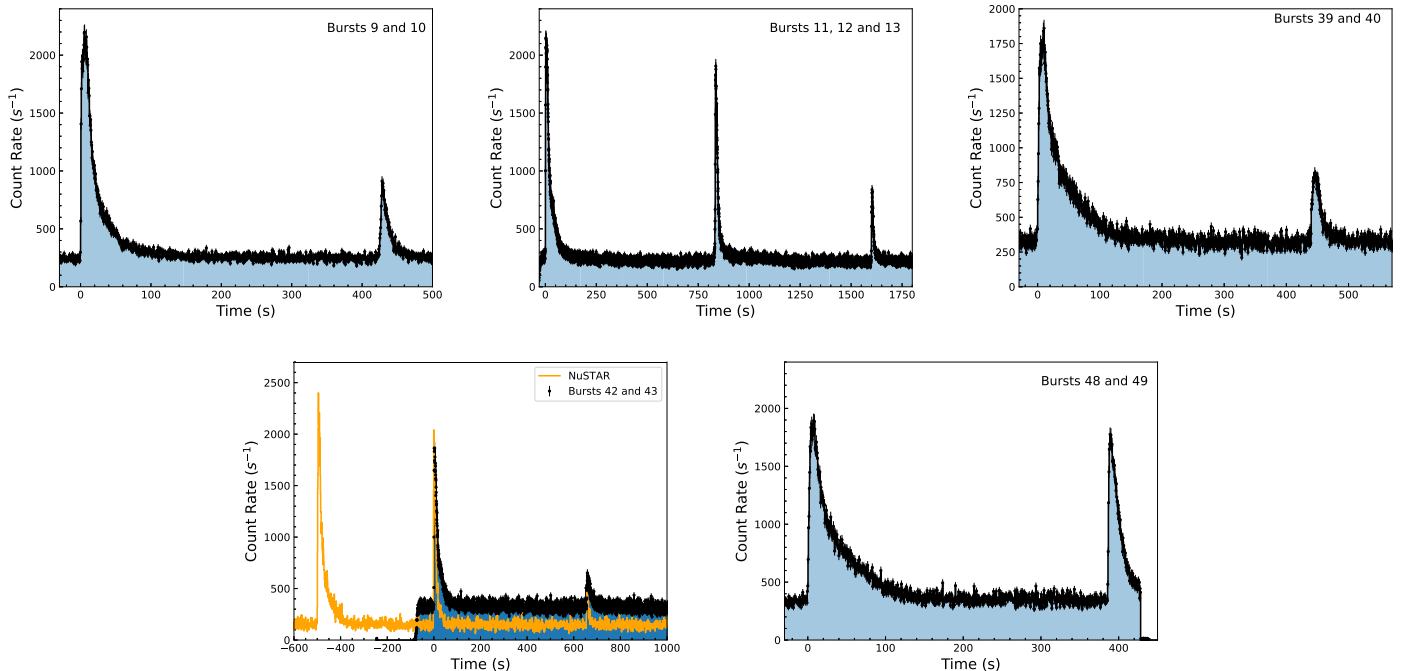 Bursts 9 and 10
Count Rate (s⁻¹)
2000
1500
1000
500
0
0 100 200 300 400 500
Time (s)
Bursts 11, 12 and 13
Count Rate (s⁻¹)
2000
1500
1000
500
0
0 250 500 750 1000 1250 1500 1750
Time (s)
Bursts 39 and 40
Count Rate (s⁻¹)
2000
1750
1500
1250
1000
750
500
250
0
0 100 200 300 400 500
Time (s)
NuSTAR
Bursts 42 and 43
Count Rate (s⁻¹)
2500
2000
1500
1000
500
0
−600 −400 −200 0 200 400 600 800 1000
Time (s)
Bursts 48 and 49
Count Rate (s⁻¹)
2000
1500
1000
500
0
0 100 200 300 400
Time (s)